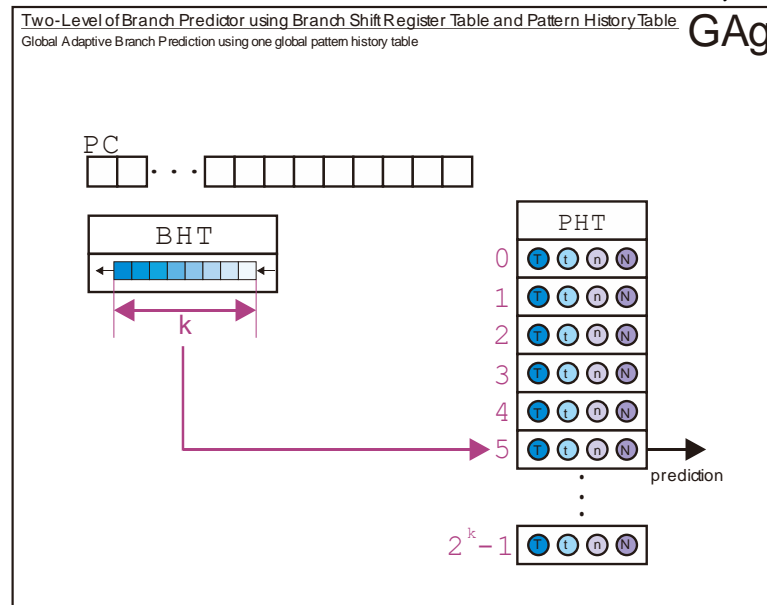 Two-Level of Branch Predictor using Branch Shift Register Table and Pattern History Table GAg
Global Adaptive Branch Prediction using one global pattern history table
PC
. . .
BHT
k
PHT
0 T t n N
1 T t n N
2 T t n N
3 T t n N
4 T t n N
5 T t n N
prediction
2^k-1 T t n N